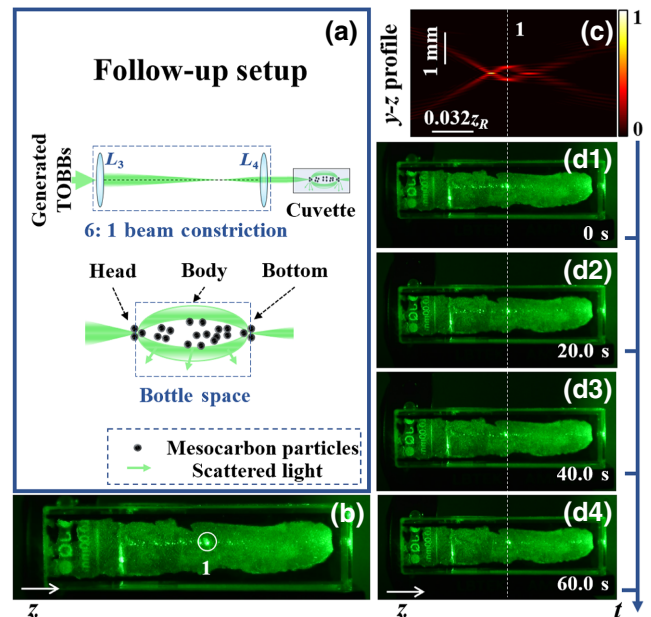 (a)
Follow-up setup
Generated
TOBBs
L3
L4
Cuvette
6: 1 beam constriction
Head
Body
Bottom
Bottle space
Mesocarbon particles
Scattered light
(b)
1
z
(c)
1
1
0
y-z profile
1 mm
0.032zR
(d1)
0 s
(d2)
20.0 s
(d3)
40.0 s
(d4)
60.0 s
z
t